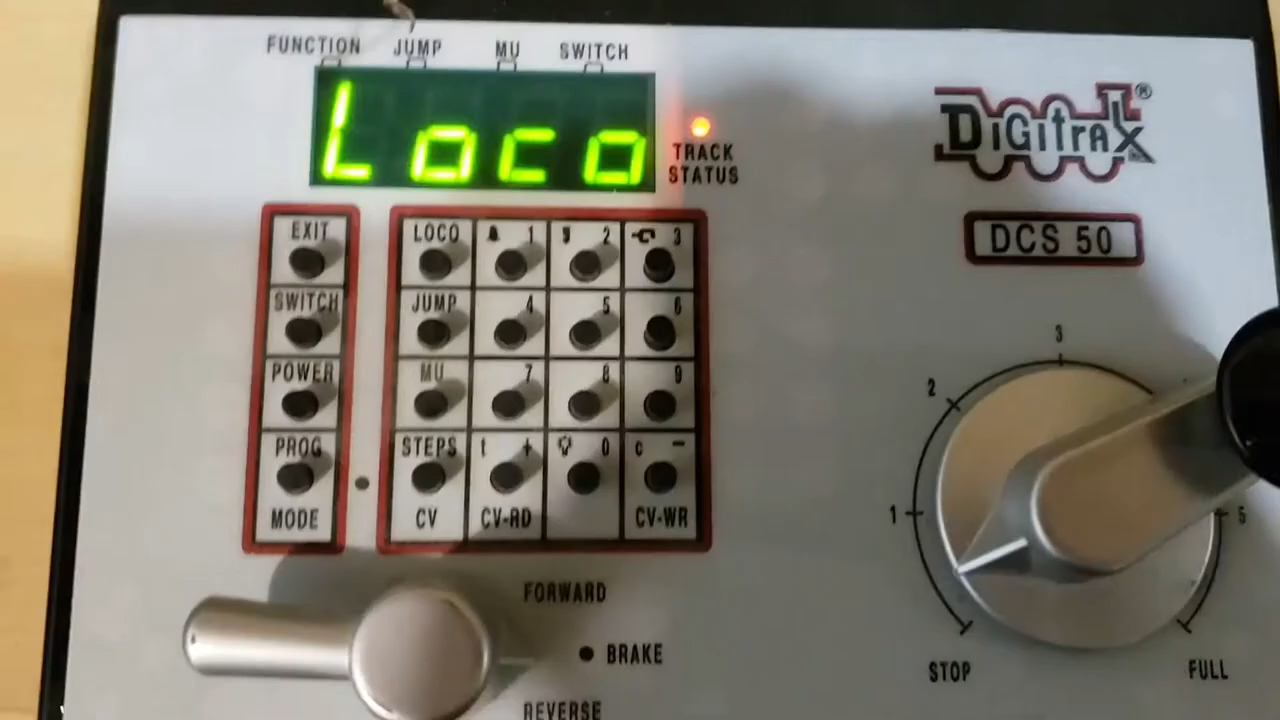 FUNCTION JUMP MU SWITCH
Loco
TRACK
STATUS
DIGITRAX®
DCS 50
EXIT LOCO 1 2 3
SWITCH JUMP 4 5 6
POWER MU 7 8 9
PROG STEPS t + 0 c -
MODE CV CV-RD CV-WR
1 2 3 5
STOP FULL
FORWARD
BRAKE
REVERSE